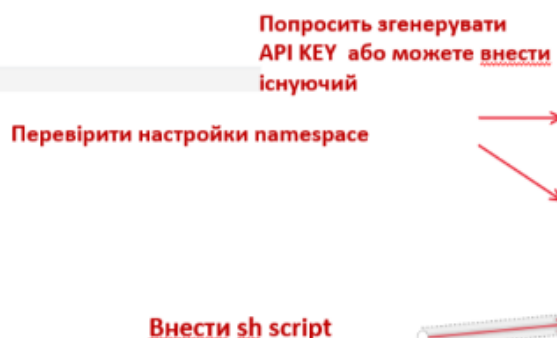 Попросить згенерувати
API KEY або можете внести
існуючий
Перевірити настройки namespace
Внести sh script